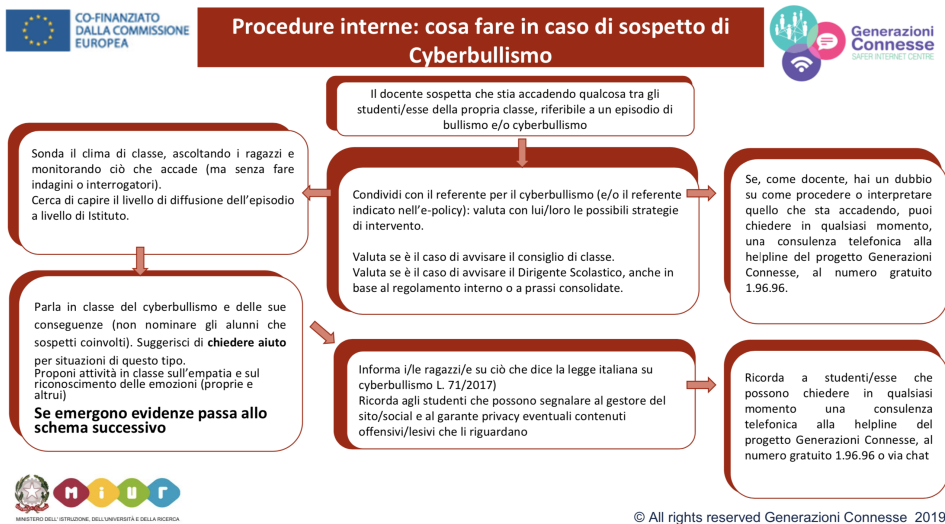 CO-FINANZIATO
DALLA COMMISSIONE
EUROPEA
Procedure interne: cosa fare in caso di sospetto di
Cyberbullismo
Generazioni
Connesse
SAFER INTERNET CENTRE
Il docente sospetta che stia accadendo qualcosa tra gli
studenti/esse della propria classe, riferibile a un episodio di
bullismo e/o cyberbullismo
Sonda il clima di classe, ascoltando i ragazzi e
monitorando ciò che accade (ma senza fare
indagini o interrogatori).
Cerca di capire il livello di diffusione dell'episodio
a livello di Istituto.
Condividi con il referente per il cyberbullismo (e/o il referente
indicato nell'e-policy): valuta con lui/loro le possibili strategie
di intervento.
Valuta se è il caso di avvisare il consiglio di classe.
Valuta se è il caso di avvisare il Dirigente Scolastico, anche in
base al regolamento interno o a prassi consolidate.
Se, come docente, hai un dubbio
su come procedere o interpretare
quello che sta accadendo, puoi
chiedere in qualsiasi momento,
una consulenza telefonica alla
helpline del progetto Generazioni
Connesse, al numero gratuito
1.96.96.
Parla in classe del cyberbullismo e delle sue
conseguenze (non nominare gli alunni che
sospetti coinvolti). Suggerisci di chiedere aiuto
per situazioni di questo tipo.
Proponi attività in classe sull'empatia e sul
riconoscimento delle emozioni (proprie e
altrui)
Se emergono evidenze passa allo
schema successivo
Informa i/le ragazzi/e su ciò che dice la legge italiana su
cyberbullismo L. 71/2017)
Ricorda agli studenti che possono segnalare al gestore del
sito/social e al garante privacy eventuali contenuti
offensivi/lesivi che li riguardano
Ricorda a studenti/esse che
possono chiedere in qualsiasi
momento una consulenza
telefonica alla helpline del
progetto Generazioni Connesse, al
numero gratuito 1.96.96 o via chat
miur
MINISTERO DELL' ISTRUZIONE, DELL'UNIVERSITÀ E DELLA RICERCA
© All rights reserved Generazioni Connesse 2019